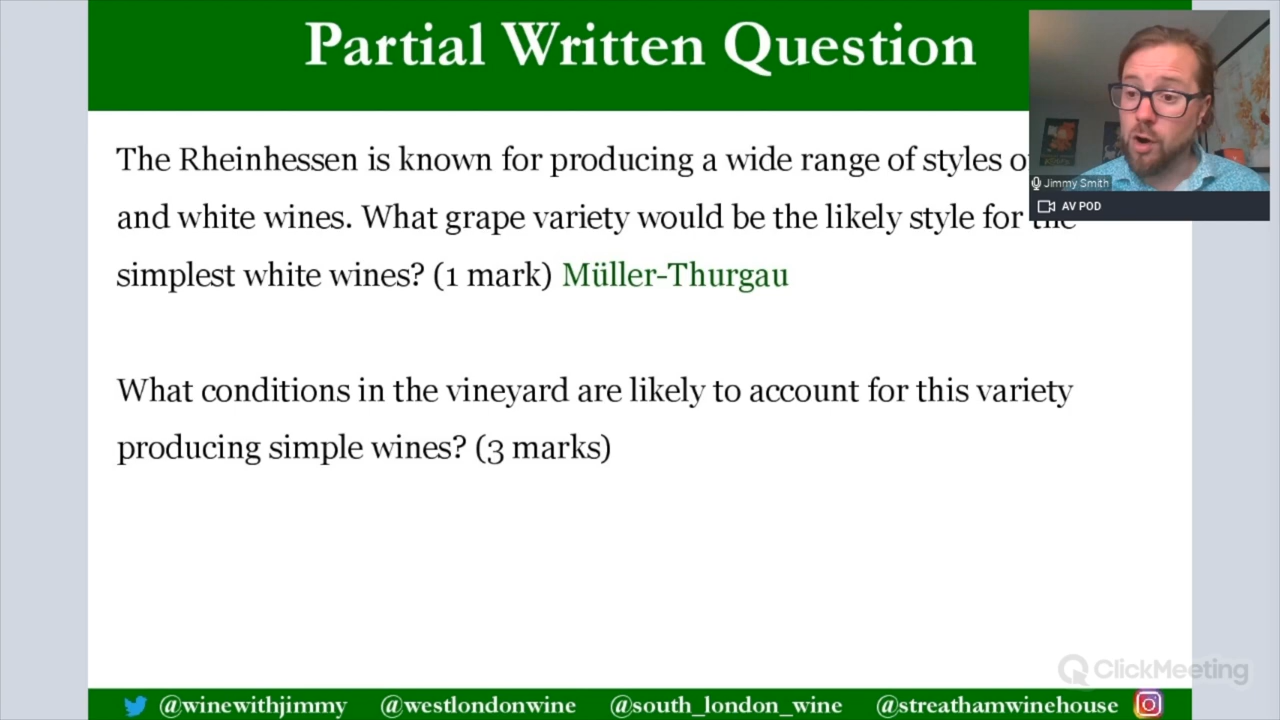 Partial Written Question
The Rheinhessen is known for producing a wide range of styles
and white wines. What grape variety would be the likely style for the
simplest white wines? (1 mark) Müller-Thurgau
What conditions in the vineyard are likely to account for this variety
producing simple wines? (3 marks)
Jimmy Smith
AV POD
ClickMeeting
@winewithjimmy @westlondonwine @south_london_wine @streathamwinehouse